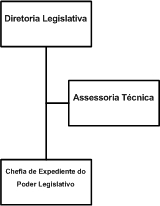 Diretoria Legislativa
Assessoria Técnica
Chefia de Expediente do
Poder Legislativo